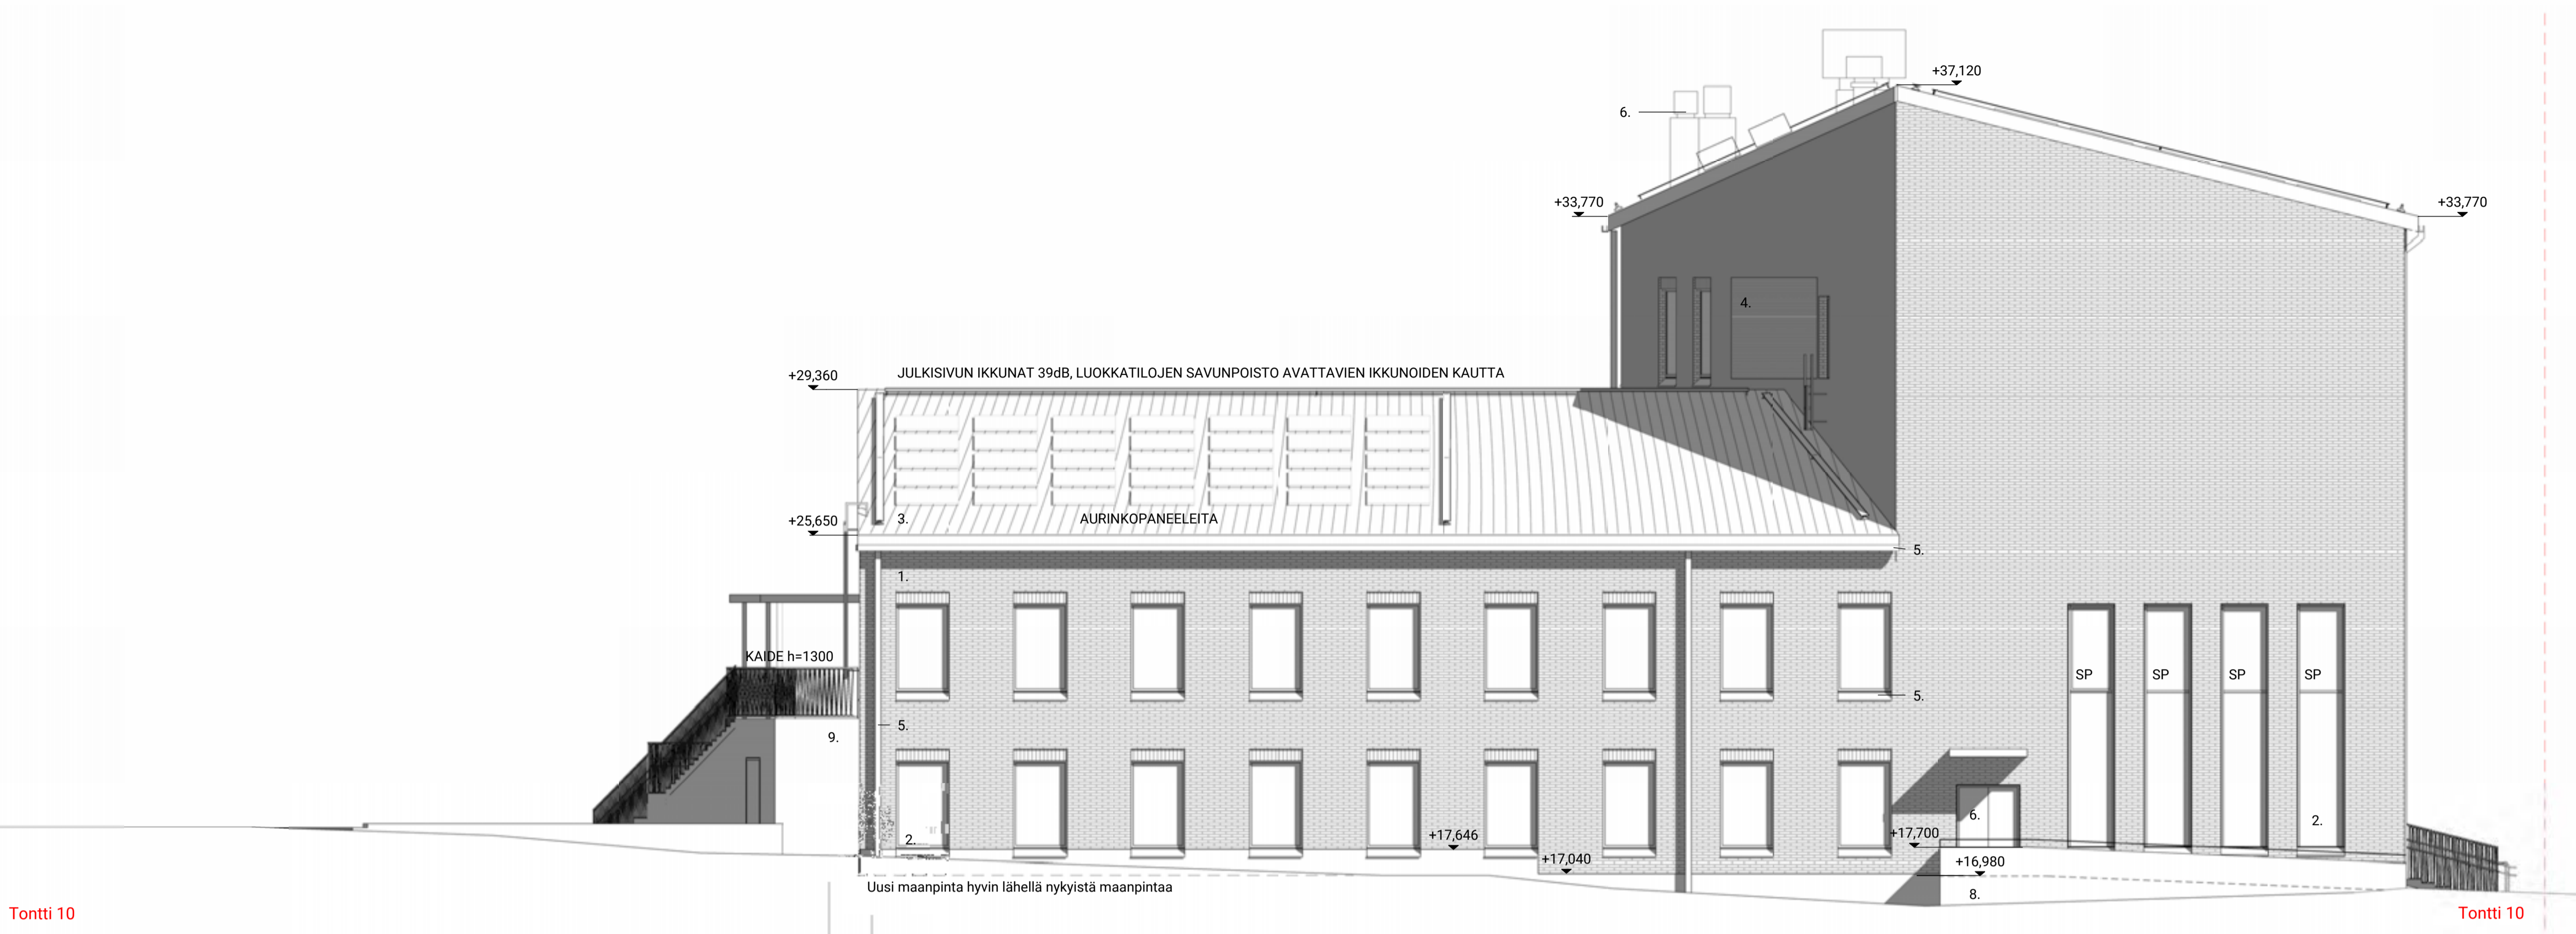 +37,120
6.
+33,770
+33,770
4.
+29,360
JULKISIVUN IKKUNAT 39dB, LUOKKATILOJEN SAVUNPOISTO AVATTAVIEN IKKUNOIDEN KAUTTA
+25,650
3.
AURINKOPANEELEITA
5.
1.
KAIDE h=1300
SP
SP
SP
SP
5.
5.
9.
6.
2.
2.
+17,646
+17,700
+17,040
+16,980
Uusi maanpinta hyvin lähellä nykyistä maanpintaa
8.
Tontti 10
Tontti 10